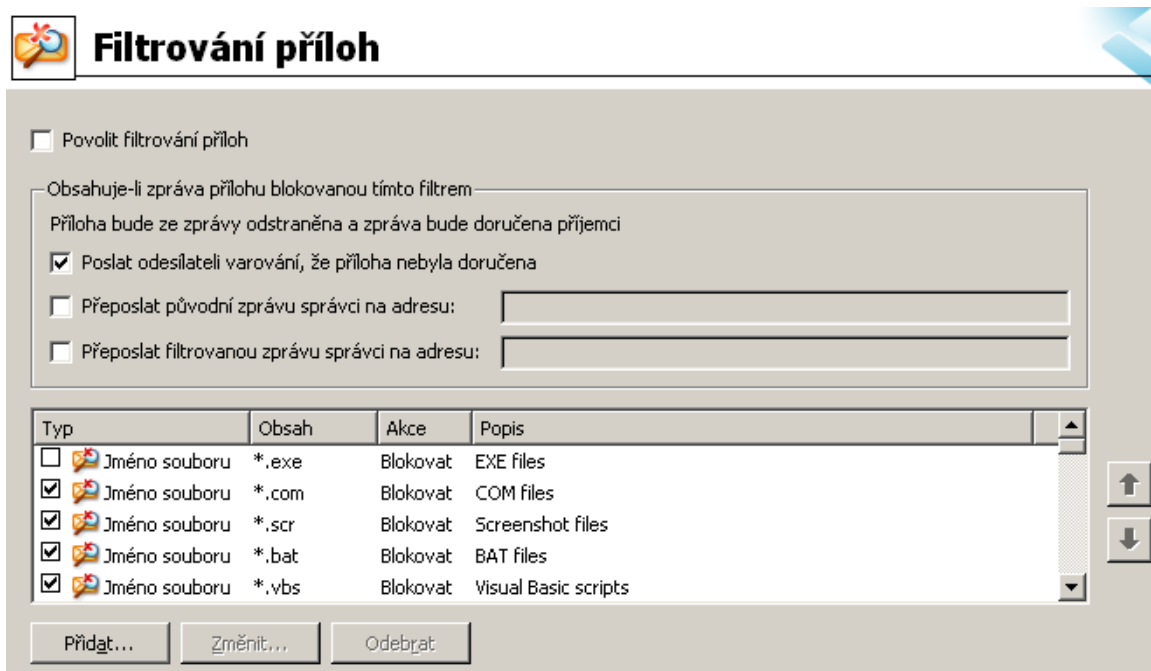 Filtrování příloh
Povolit filtrování příloh
Obsahuje-li zpráva přílohu blokovanou tímto filtrem
Příloha bude ze zprávy odstraněna a zpráva bude doručena příjemci
Poslat odesílateli varování, že příloha nebyla doručena
Přeposlat původní zprávu správci na adresu:
Přeposlat filtrovanou zprávu správci na adresu:
Typ Obsah Akce Popis
Jméno souboru *.exe Blokovat EXE files
Jméno souboru *.com Blokovat COM files
Jméno souboru *.scr Blokovat Screenshot files
Jméno souboru *.bat Blokovat BAT files
Jméno souboru *.vbs Blokovat Visual Basic scripts
Přidat... Změnit... Odebrat